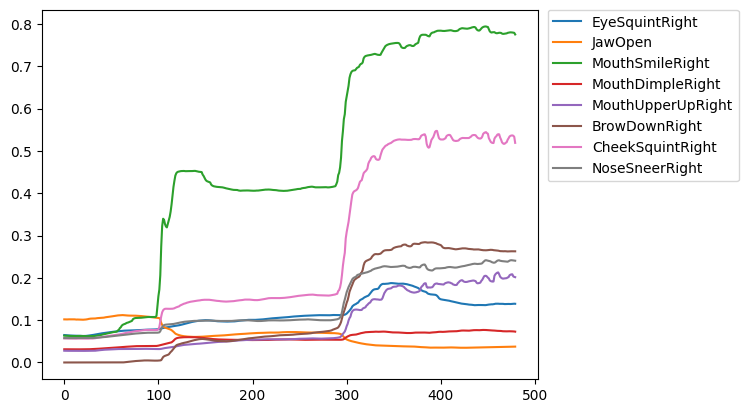 0.8
0.7
0.6
0.5
0.4
0.3
0.2
0.1
0.0
0 100 200 300 400 500
EyeSquintRight
JawOpen
MouthSmileRight
MouthDimpleRight
MouthUpperUpRight
BrowDownRight
CheekSquintRight
NoseSneerRight